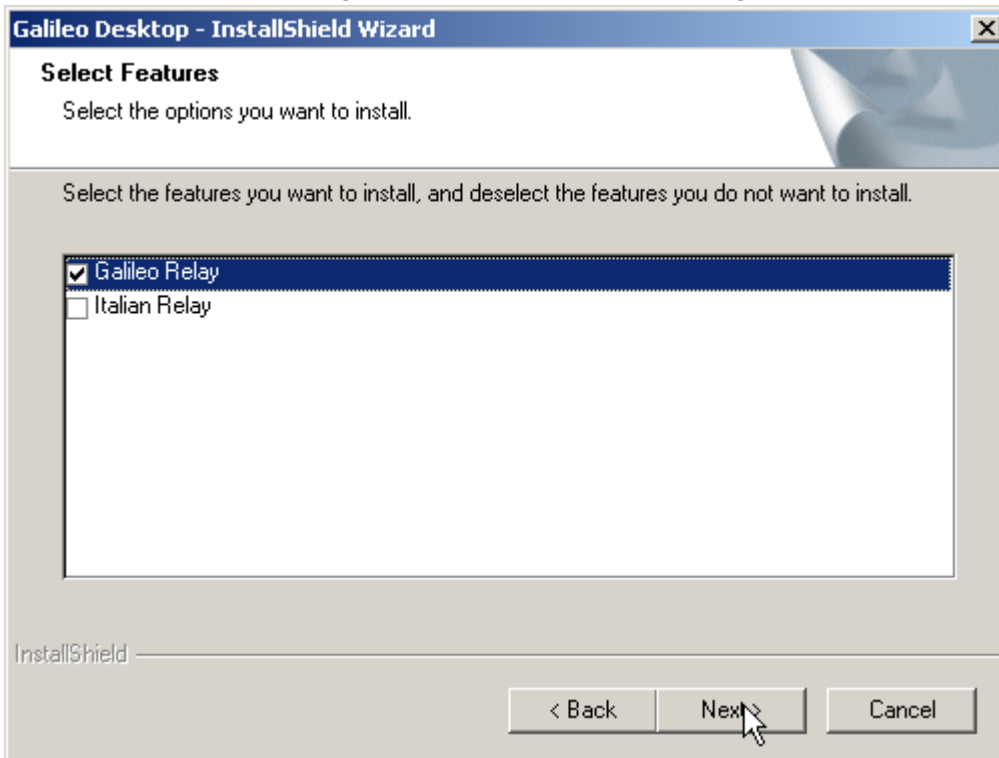 Galileo Desktop - InstallShield Wizard
Select Features
Select the options you want to install.
Select the features you want to install, and deselect the features you do not want to install.
Galileo Relay
Italian Relay
InstallShield
< Back Next > Cancel